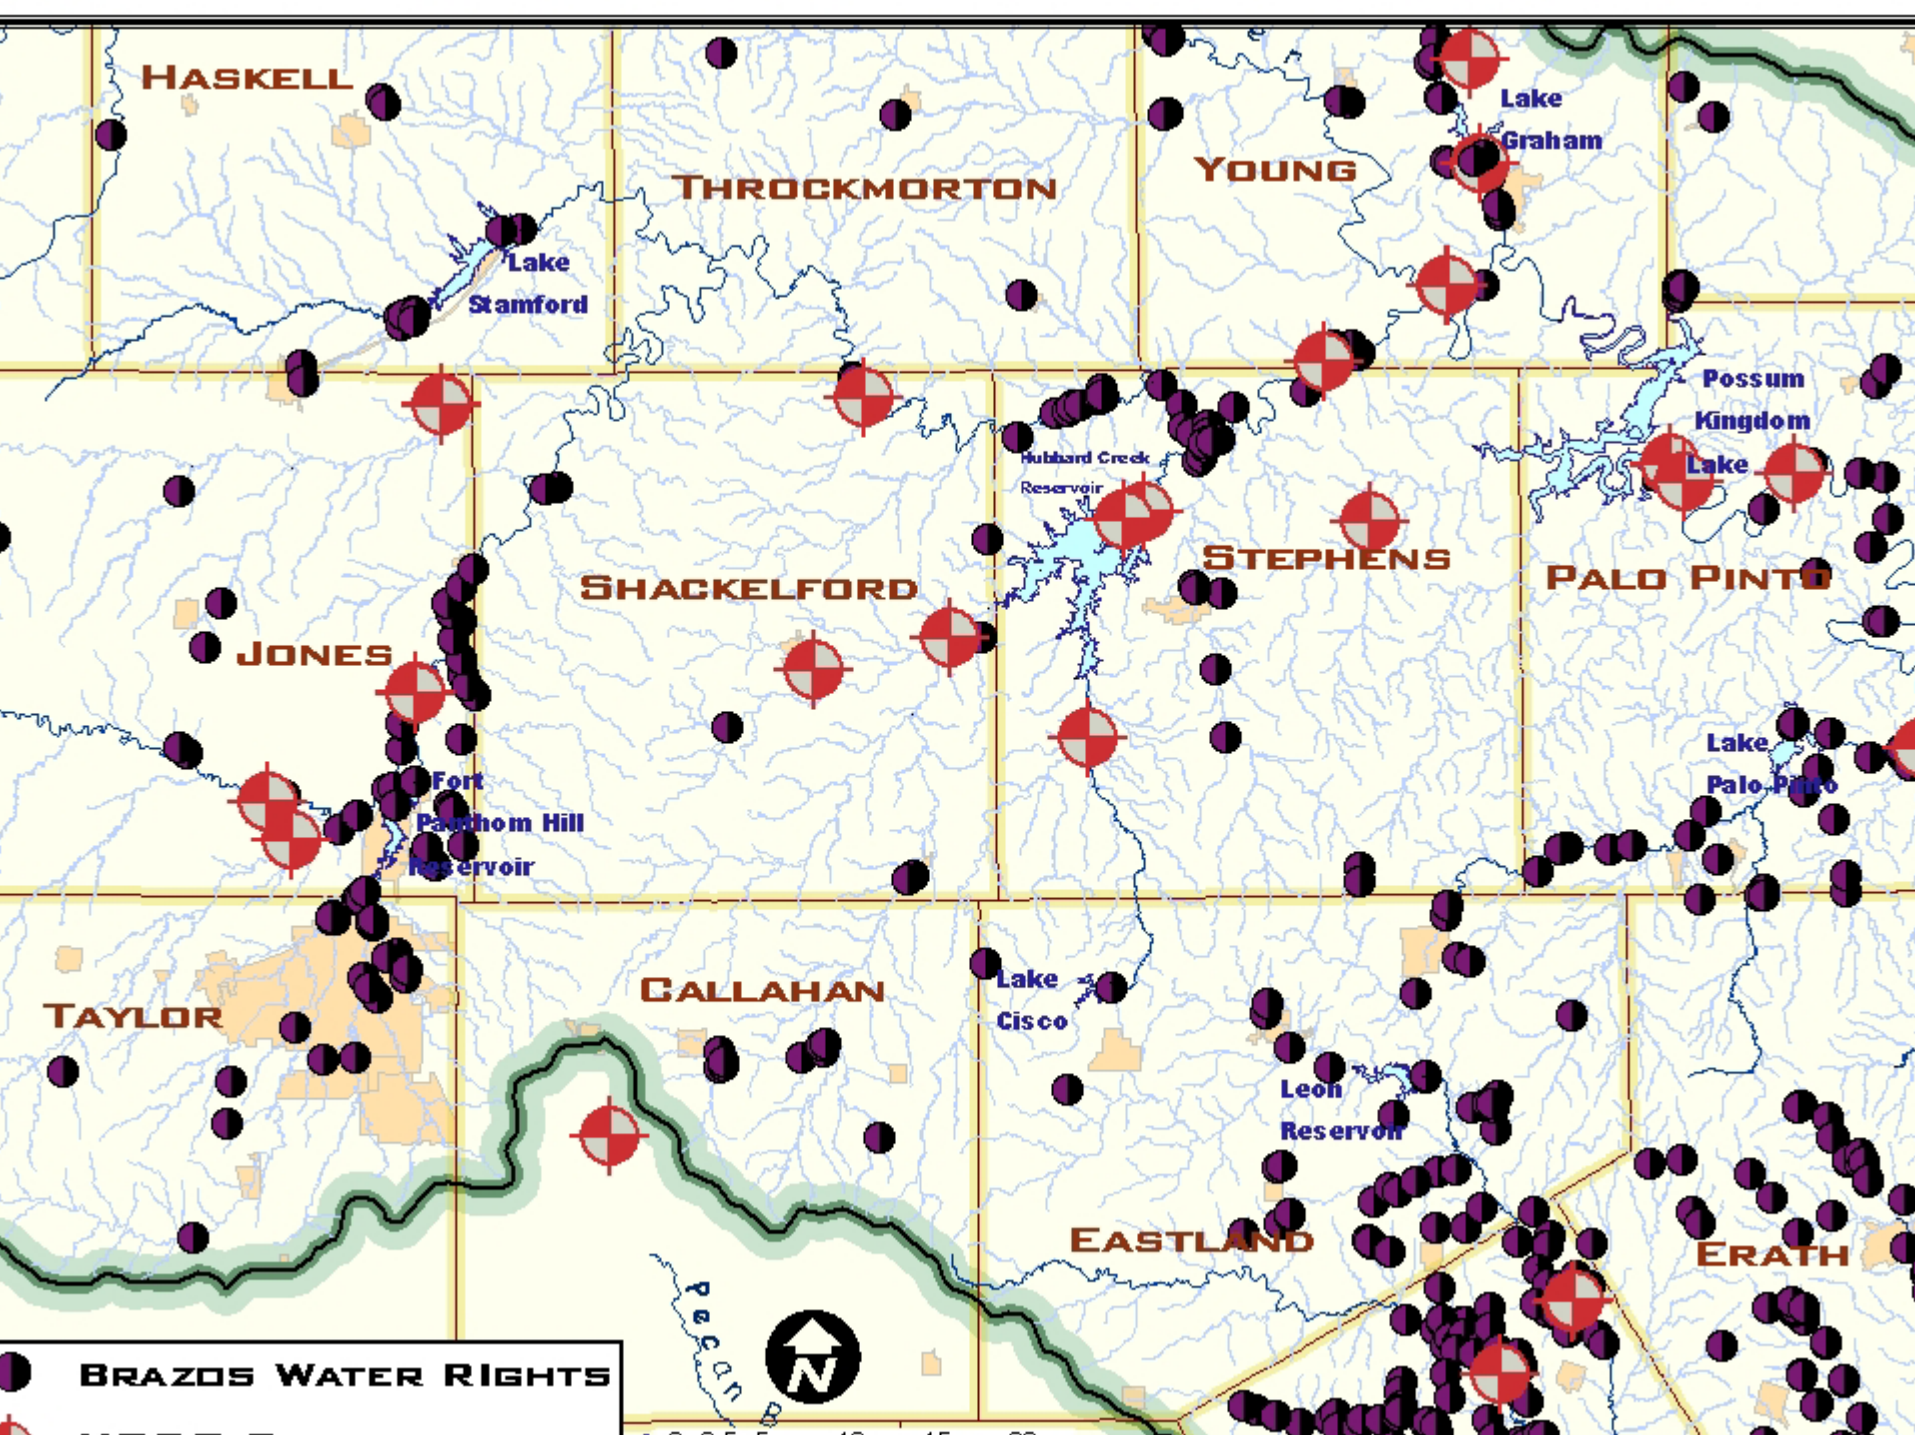 HASKELL
THROCKMORTON
YOUNG
Lake
Graham
Lake
Stamford
Possum
Kingdom
Lake
Hubbard Creek
Reservoir
SHACKELFORD
STEPHENS
PALO PINTO
JONES
Fort
Panthom Hill
Reservoir
Lake
Palo Pinto
TAYLOR
CALLAHAN
Lake
Cisco
Leon
Reservoir
EASTLAND
ERATH
Pecan B
N
BRAZOS WATER RIGHTS